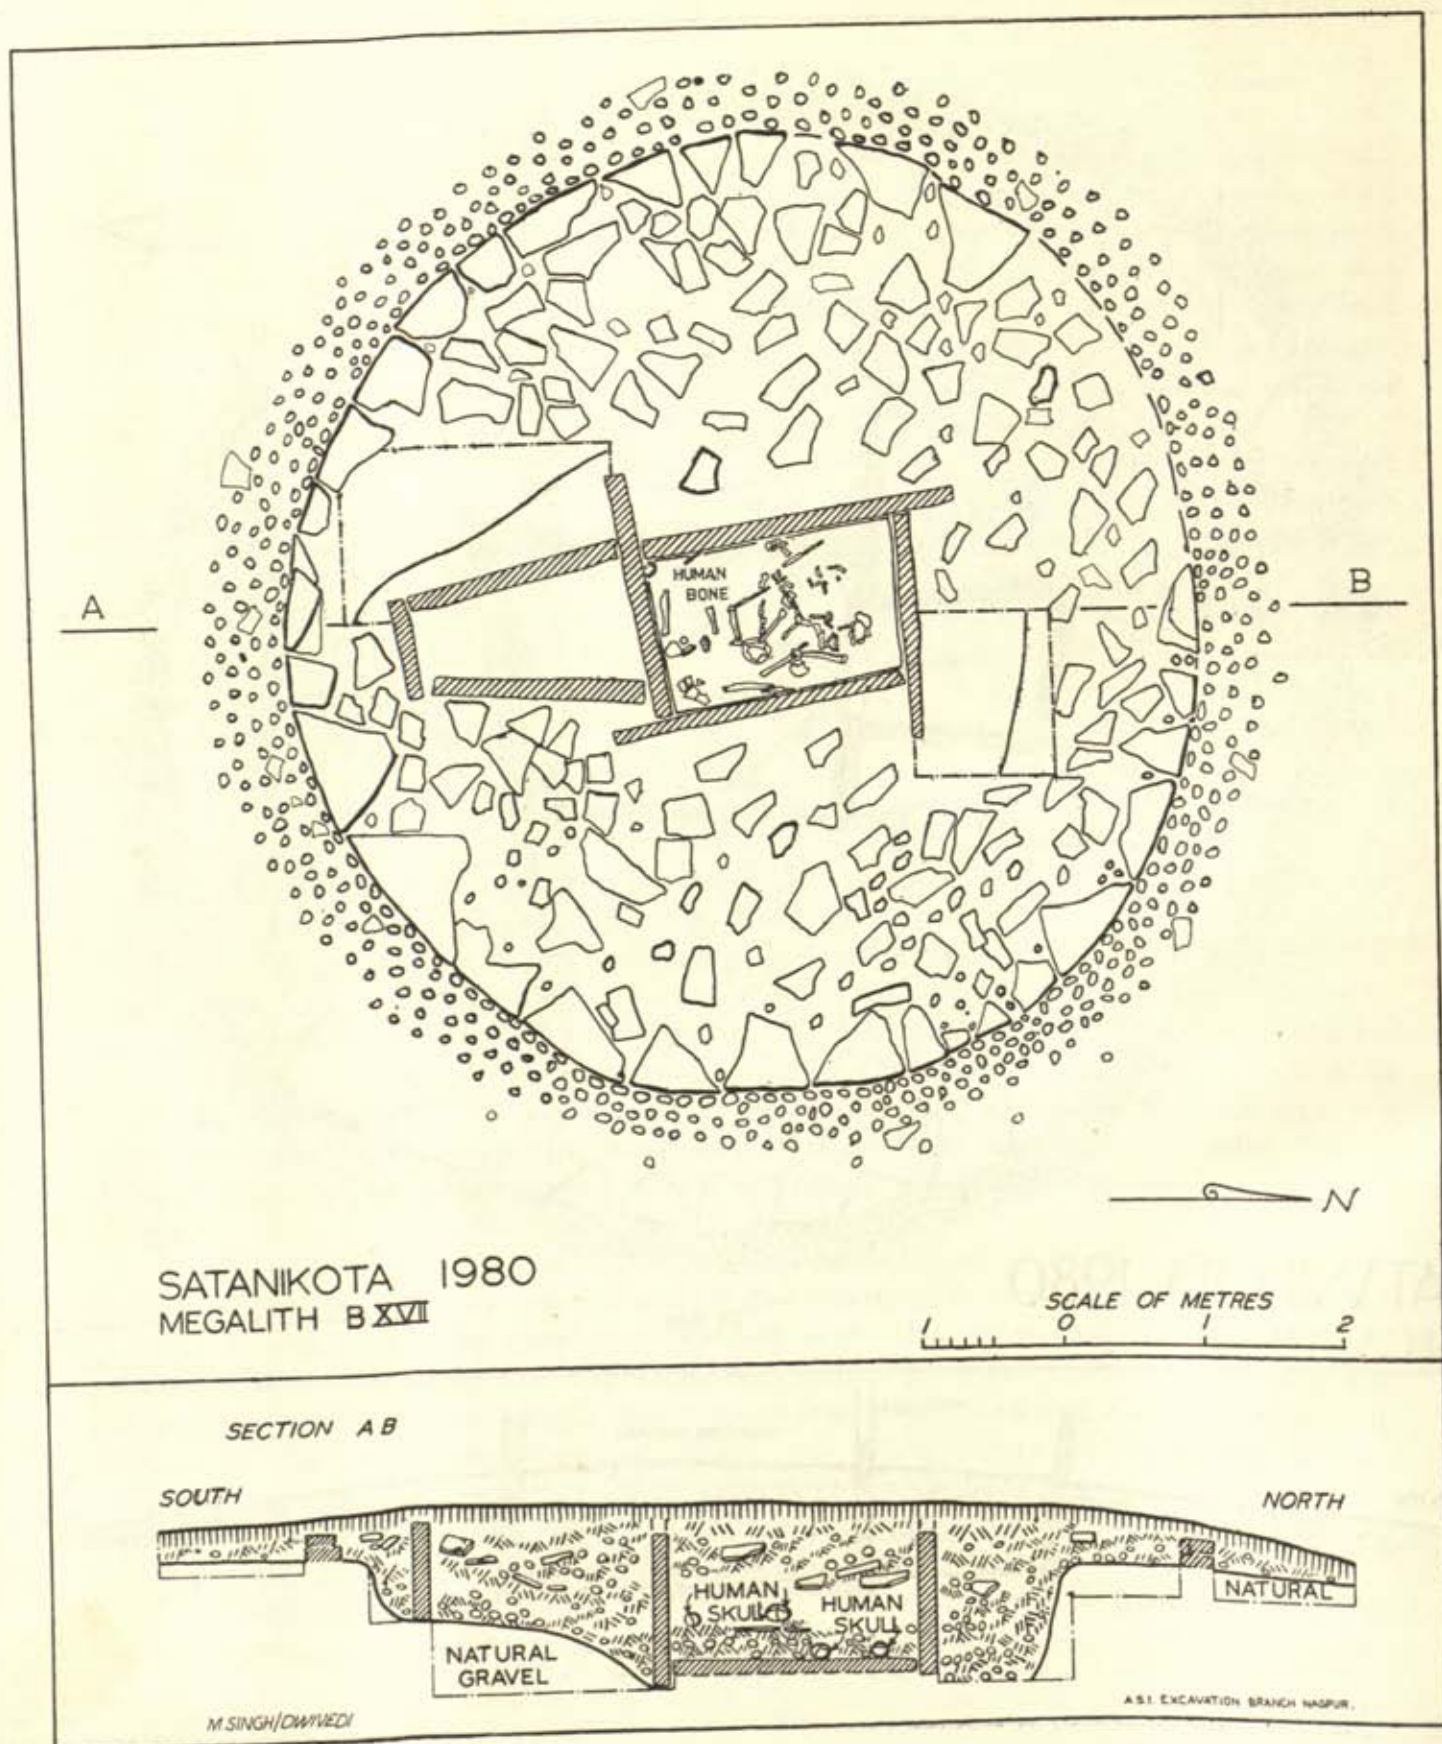 HUMAN
BONE
A
B
N
SATANIKOTA 1980
MEGALITH B XVII
SCALE OF METRES
1 0 1 2
SECTION A B
SOUTH
NORTH
HUMAN
SKULL
HUMAN
SKULL
NATURAL
GRAVEL
NATURAL
M SINGH/DWIVEDI
A.S.I. EXCAVATION BRANCH NAGPUR.